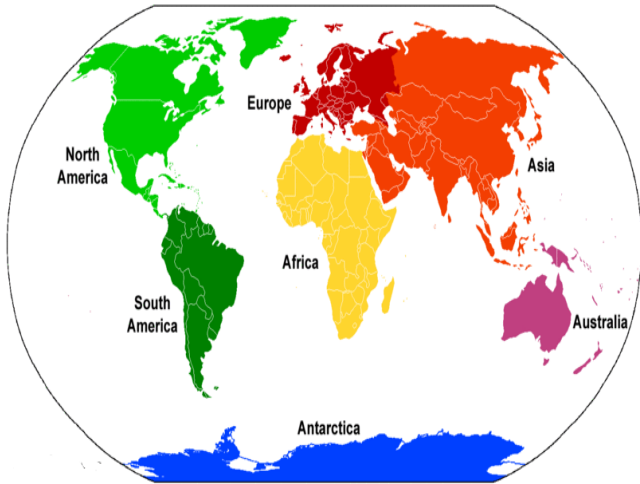 Europe
North
America
Asia
Africa
South
America
Australia
Antarctica